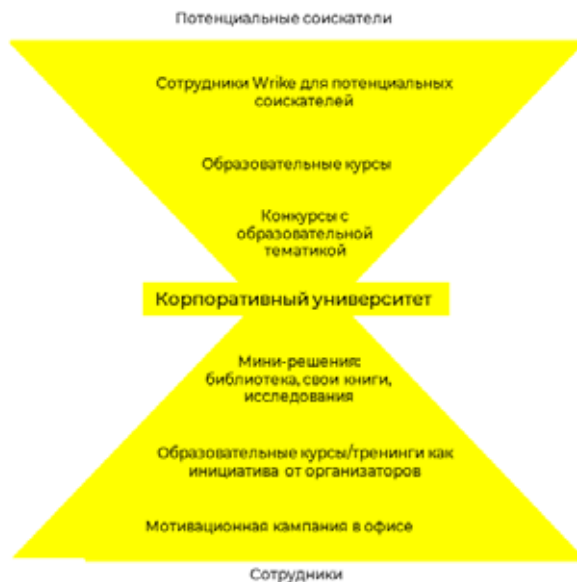 Потенциальные соискатели
Сотрудники Wrike для потенциальных
соискателей
Образовательные курсы
Конкурсы с
образовательной
тематикой
Корпоративный университет
Мини-решения:
библиотека, свои книги,
исследования
Образовательные курсы/тренинги как
инициатива от организаторов
Мотивационная кампания в офисе
Сотрудники